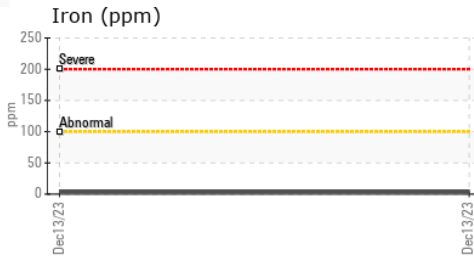 Iron (ppm)
250
Severe
200
150
ppm
Abnormal
100
50
0
Dec13/23
Dec13/23